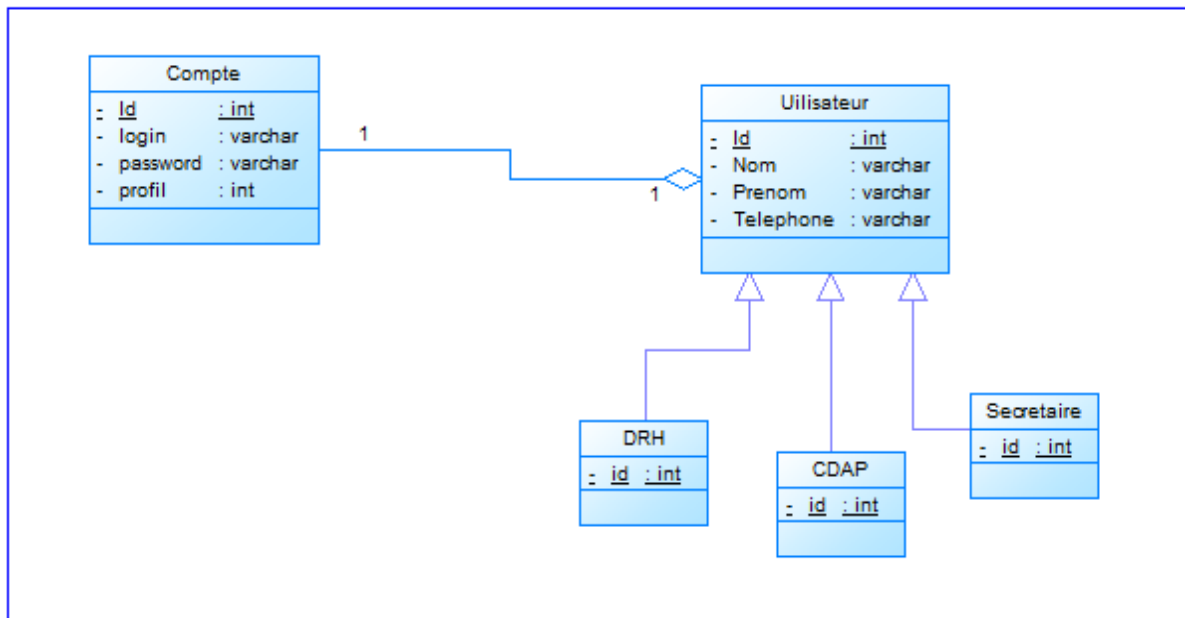 Compte
- Id : int
- login : varchar
- password : varchar
- profil : int
1
1
Uilisateur
- Id : int
- Nom : varchar
- Prenom : varchar
- Telephone : varchar
DRH
- id : int
CDAP
- id : int
Secretaire
- id : int